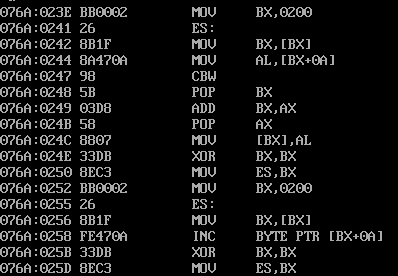 076A:023E BB0002 MOV BX,0200
076A:0241 26 ES:
076A:0242 8B1F MOV BX,[BX]
076A:0244 8A470A MOV AL,[BX+0A]
076A:0247 98 CBW
076A:0248 5B POP BX
076A:0249 03D8 ADD BX,AX
076A:024B 58 POP AX
076A:024C 8807 MOV [BX],AL
076A:024E 33DB XOR BX,BX
076A:0250 8EC3 MOV ES,BX
076A:0252 BB0002 MOV BX,0200
076A:0255 26 ES:
076A:0256 8B1F MOV BX,[BX]
076A:0258 FE470A INC BYTE PTR [BX+0A]
076A:025B 33DB XOR BX,BX
076A:025D 8EC3 MOV ES,BX